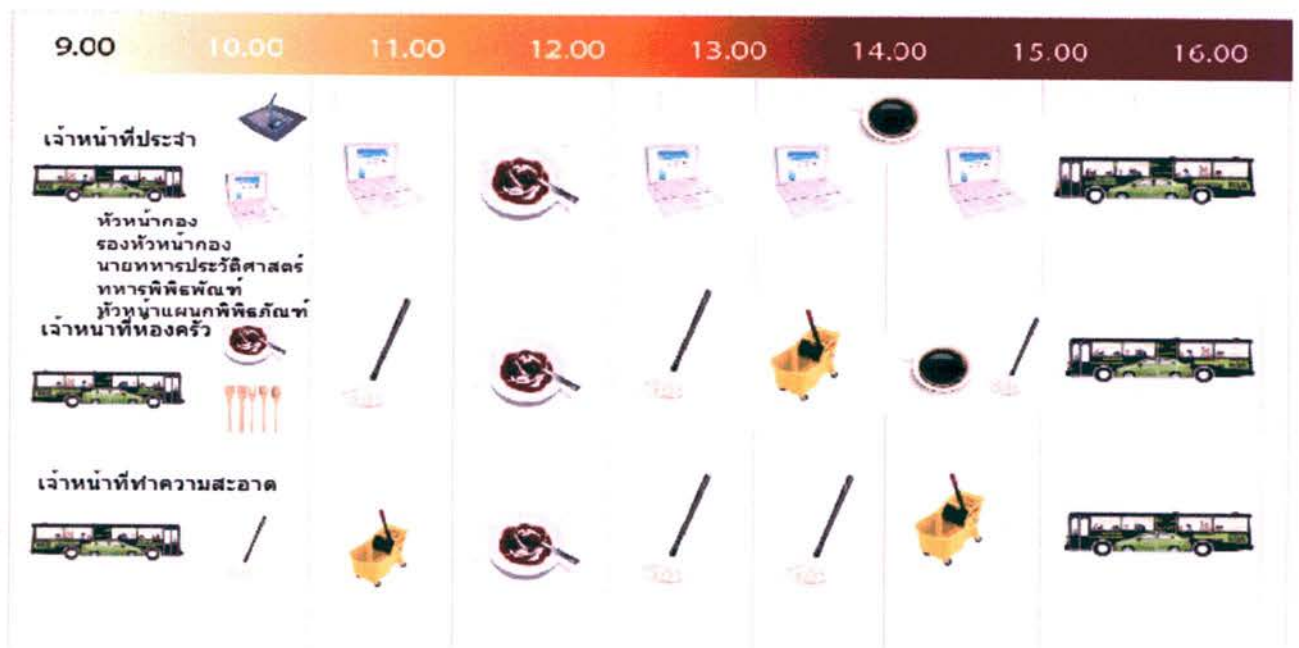 9.00 10.00 11.00 12.00 13.00 14.00 15.00 16.00
เจ้าหน้าที่ประจำ
หัวหน้ากอง
รองหัวหน้ากอง
นายทหารประวัติศาสตร์
ทหารพิพิธพัณฑ์
หัวหน้าแผนกพิพิธภัณฑ์
เจ้าหน้าที่ห้องครัว
เจ้าหน้าที่ทำความสะอาด